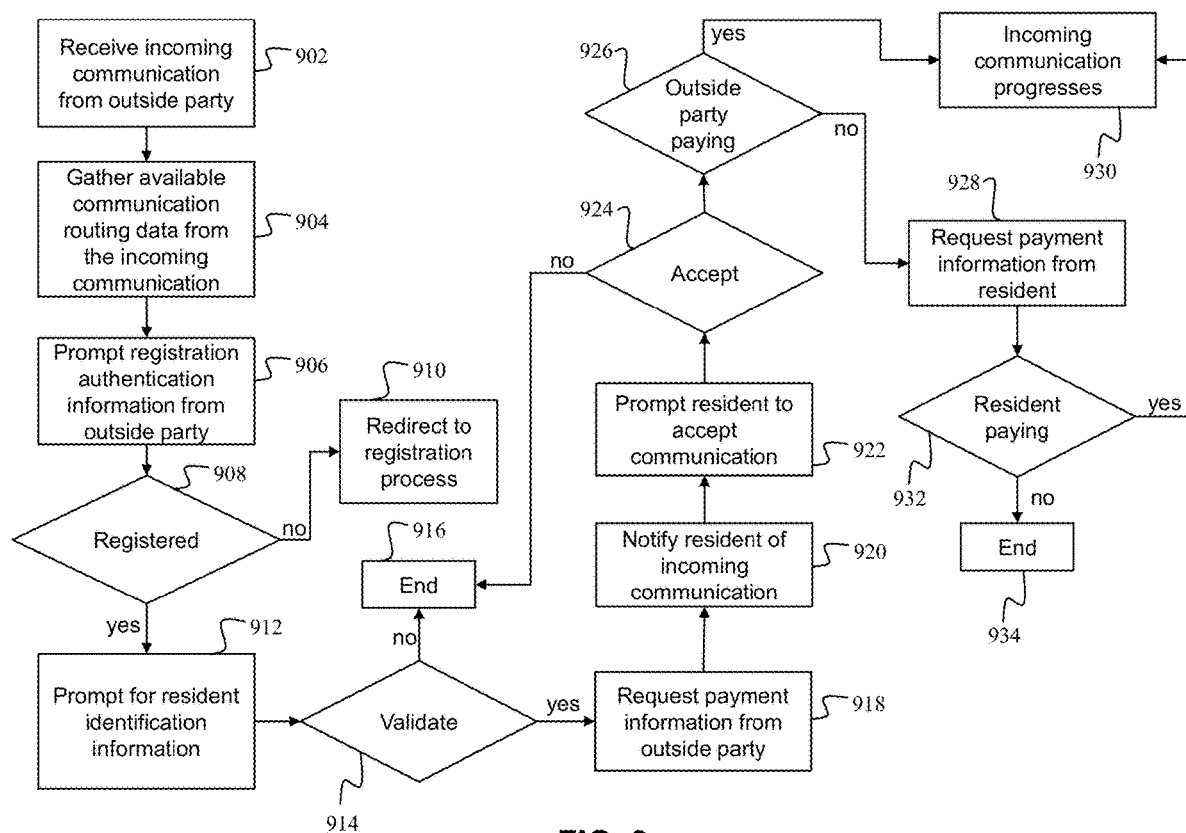 Receive incoming
communication
from outside party
902
Gather available
communication
routing data from
the incoming
communication
904
Prompt registration
authentication
information from
outside party
906
908
Registered
no
yes
910
Redirect to
registration
process
912
Prompt for resident
identification
information
916
End
no
Validate
yes
914
Request payment
information from
outside party
918
Notify resident of
incoming
communication
920
Prompt resident to
accept
communication
922
924
Accept
no
926
Outside
party
paying
yes
no
Incoming
communication
progresses
930
928
Request payment
information from
resident
Resident
paying
yes
932
no
End
934